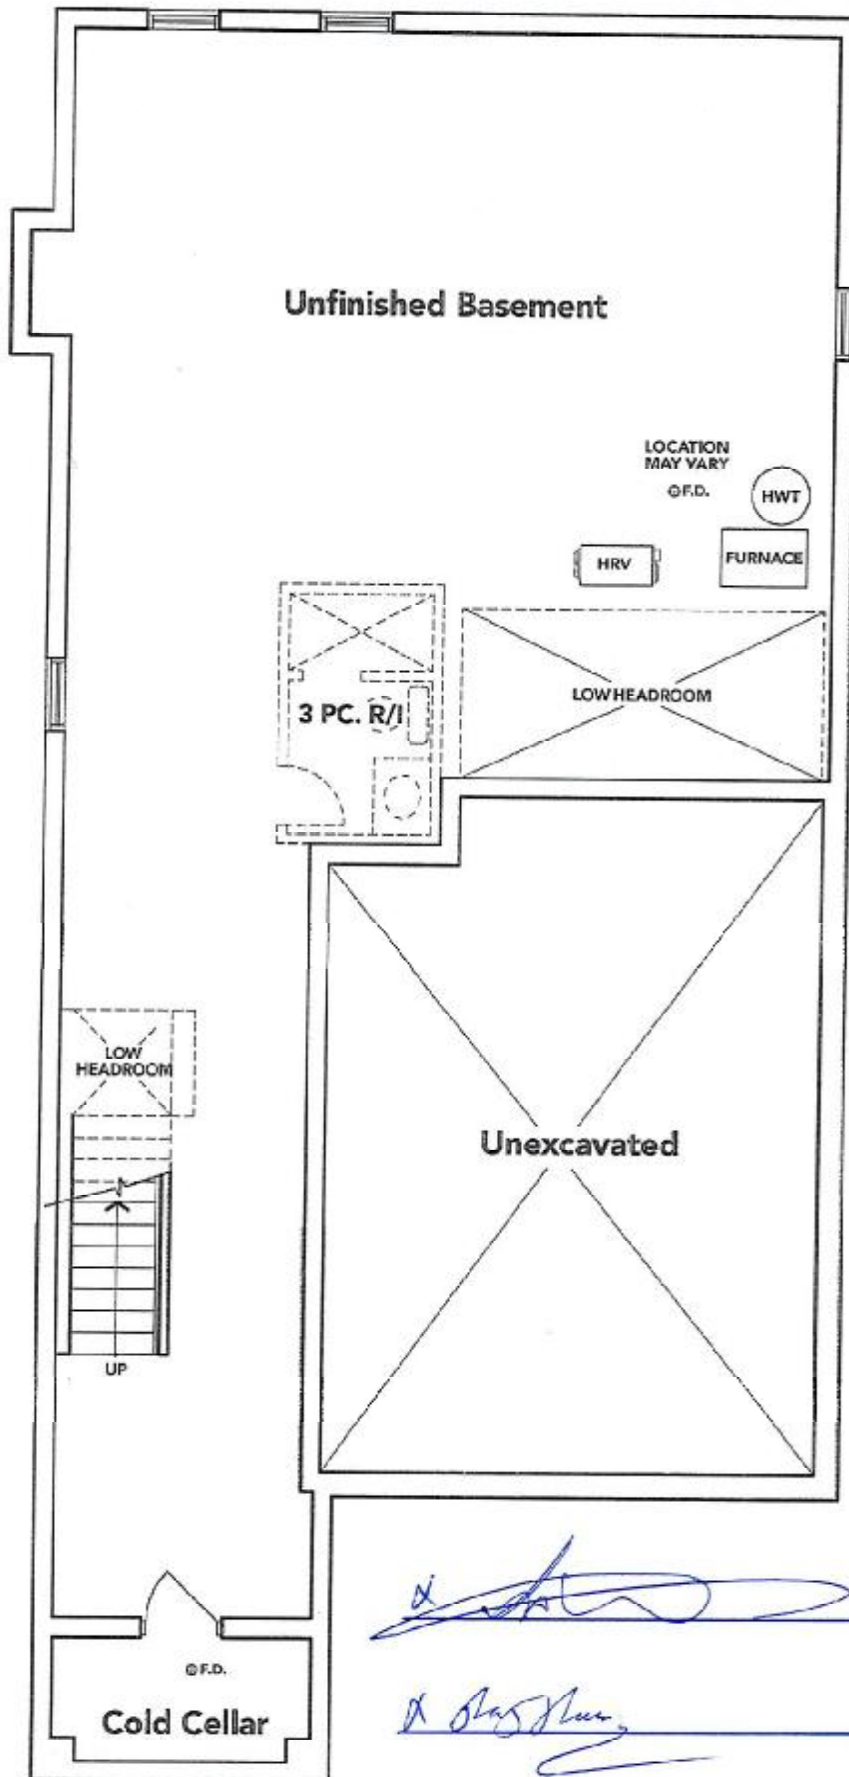 Unfinished Basement
LOCATION
MAY VARY
F.D.
HWT
HRV
FURNACE
LOW HEADROOM
3 PC. R/I
LOW
HEADROOM
Unexcavated
UP
X
F.D.
Cold Cellar
X